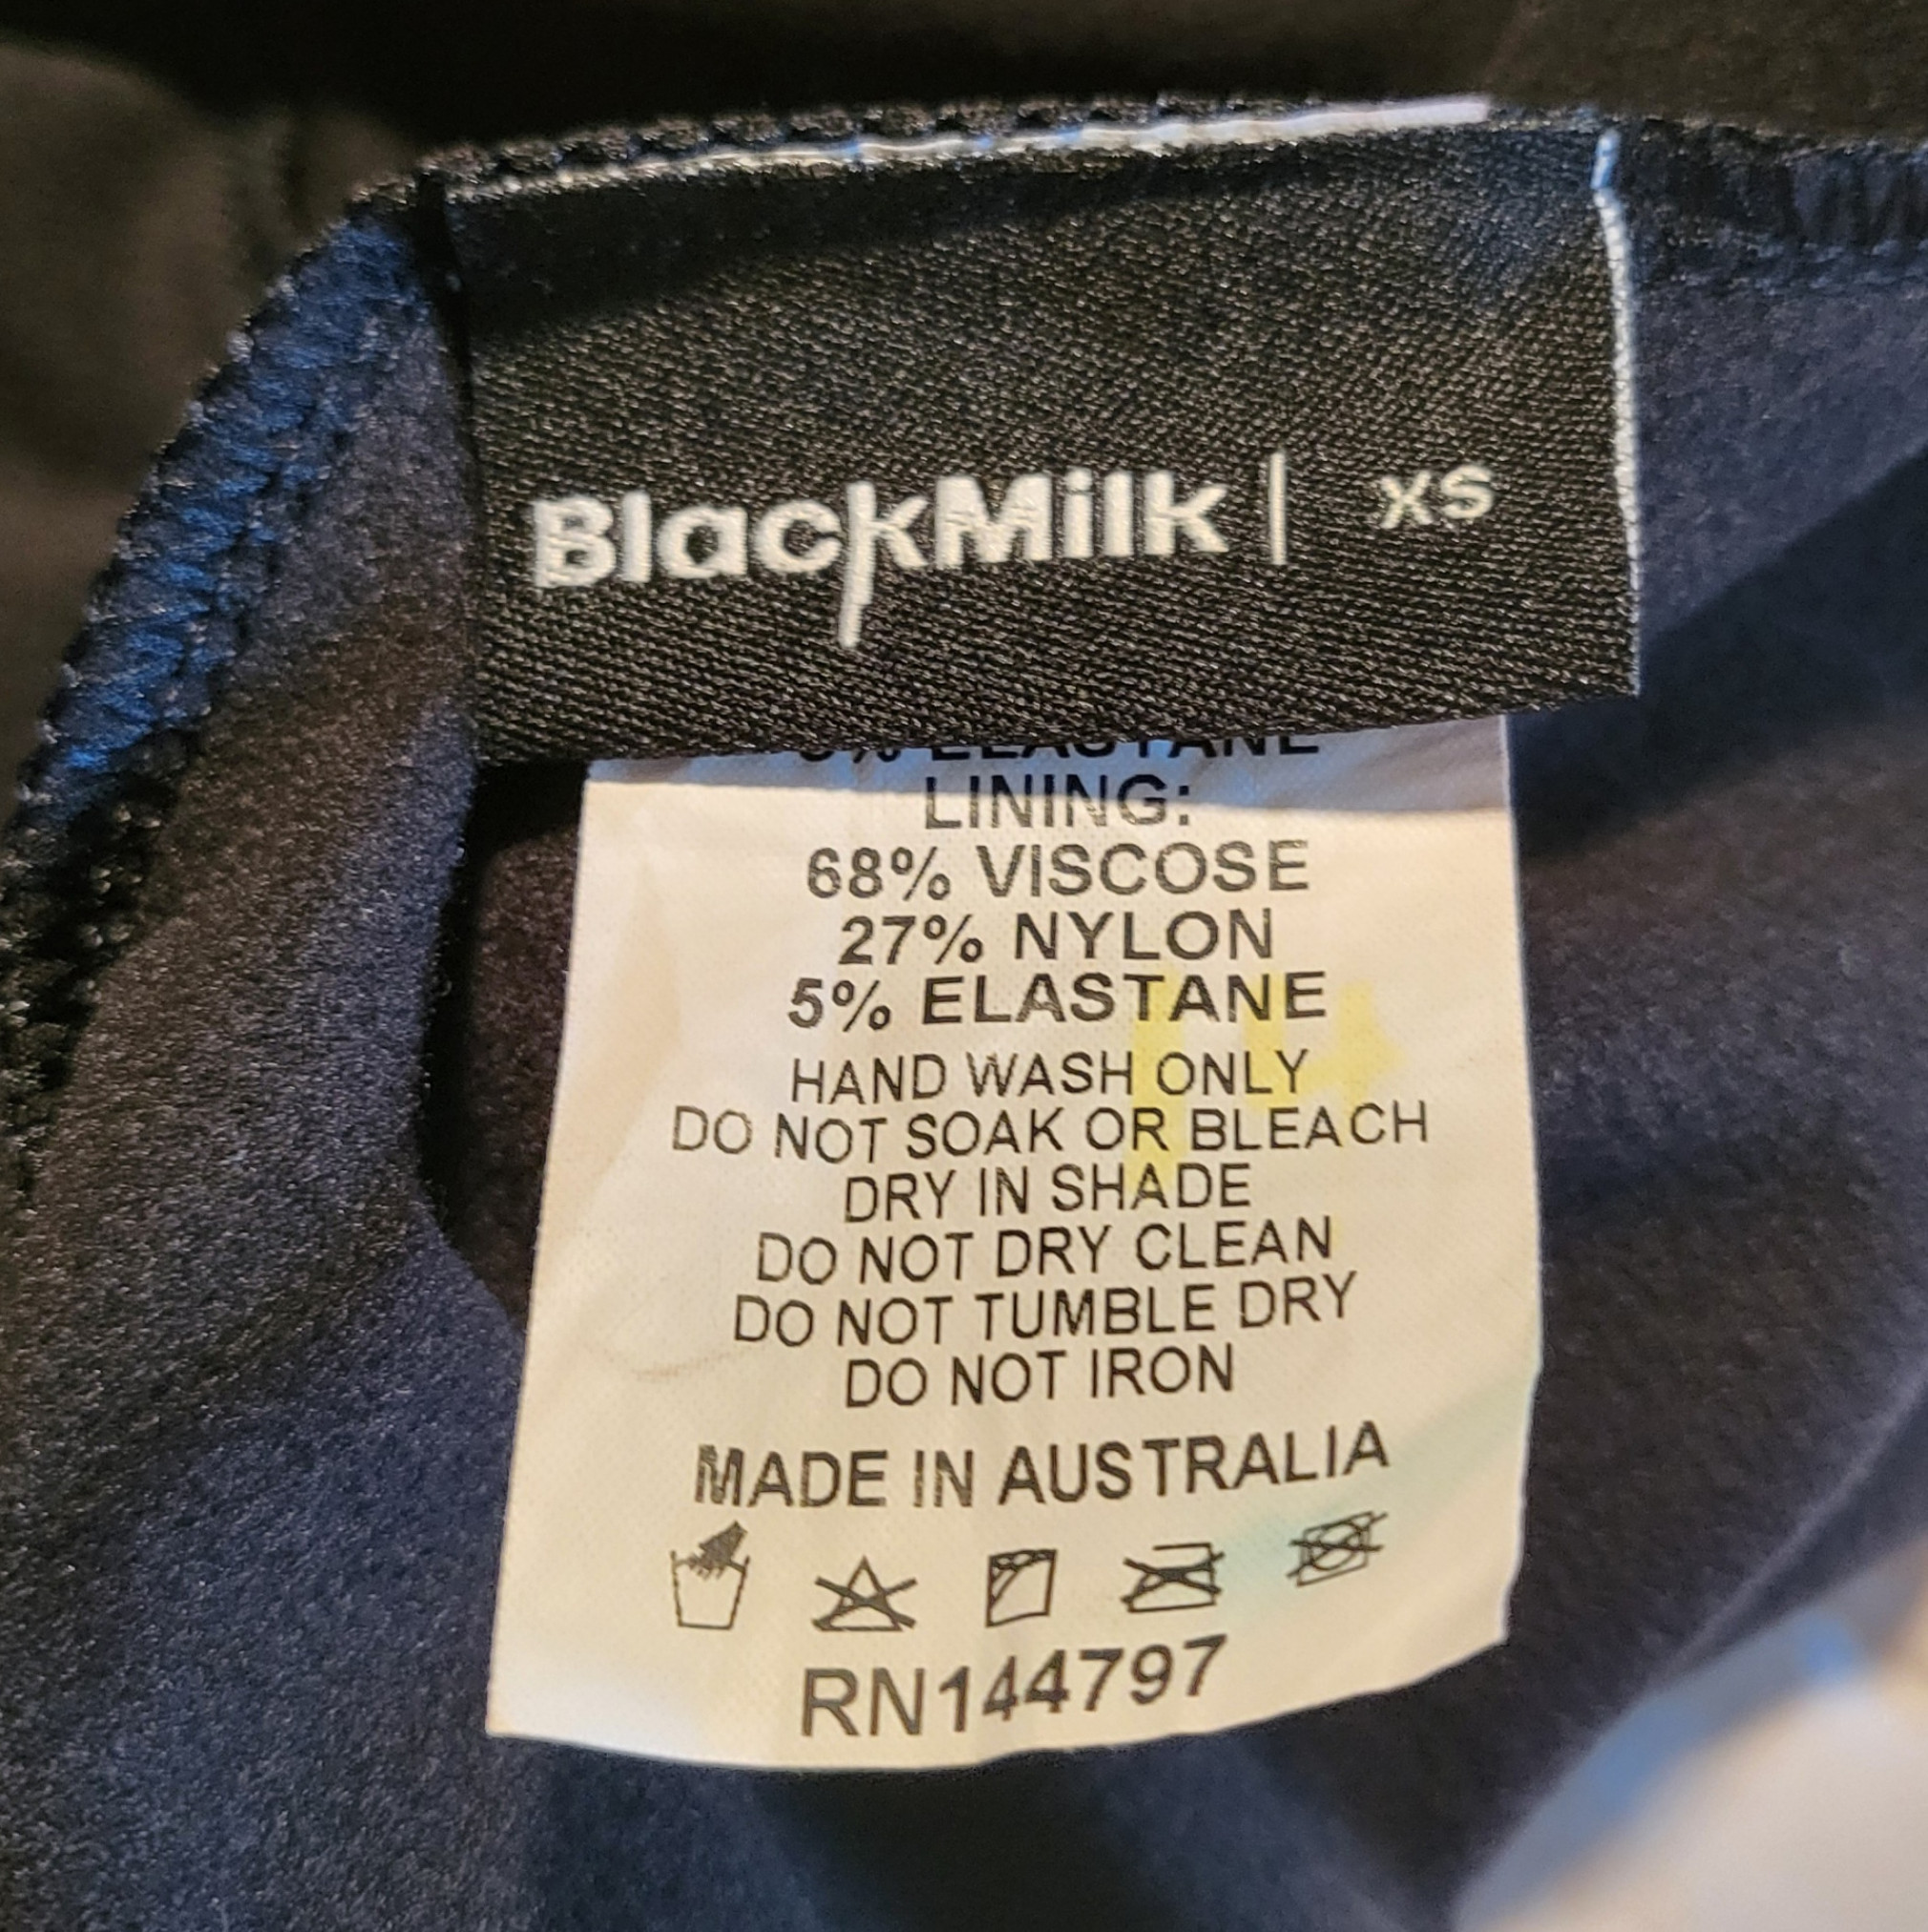 BlackMilk | XS
% ELASTANE
LINING:
68% VISCOSE
27% NYLON
5% ELASTANE
HAND WASH ONLY
DO NOT SOAK OR BLEACH
DRY IN SHADE
DO NOT DRY CLEAN
DO NOT TUMBLE DRY
DO NOT IRON
MADE IN AUSTRALIA
RN144797